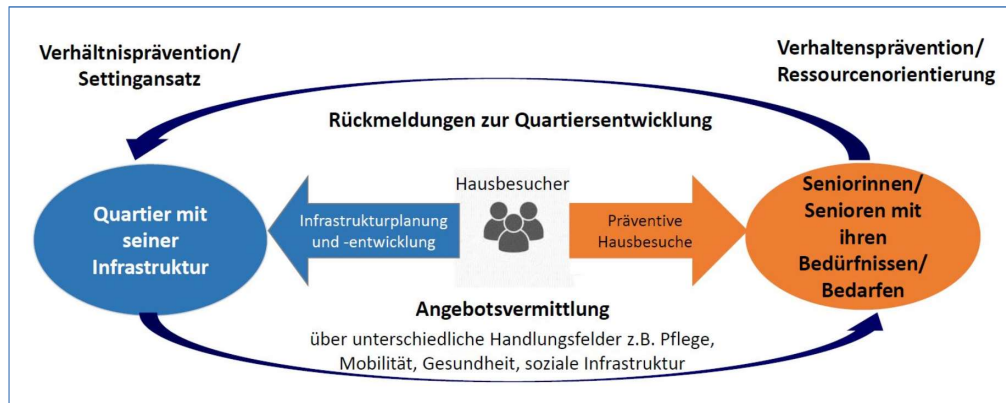 Verhältnisprävention/
Settingansatz
Verhaltensprävention/
Ressourcenorientierung
Rückmeldungen zur Quartiersentwicklung
Quartier mit
seiner
Infrastruktur
Infrastrukturplanung
und -entwicklung
Hausbesucher
Präventive
Hausbesuche
Seniorinnen/
Senioren mit
ihren
Bedürfnissen/
Bedarfen
Angebotsvermittlung
über unterschiedliche Handlungsfelder z.B. Pflege,
Mobilität, Gesundheit, soziale Infrastruktur